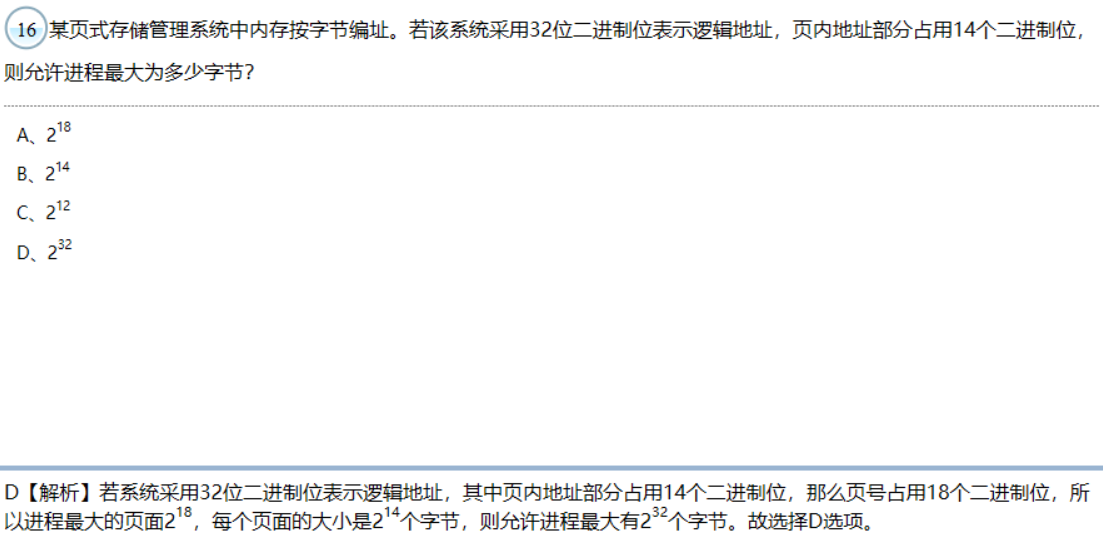 16 某页式存储管理系统中内存按字节编址。若该系统采用32位二进制位表示逻辑地址，页内地址部分占用14个二进制位，
则允许进程最大为多少字节？
A、2^18
B、2^14
C、2^12
D、2^32
D【解析】若系统采用32位二进制位表示逻辑地址，其中页内地址部分占用14个二进制位，那么页号占用18个二进制位，所
以进程最大的页面2^18，每个页面的大小是2^14个字节，则允许进程最大有2^32个字节。故选择D选项。